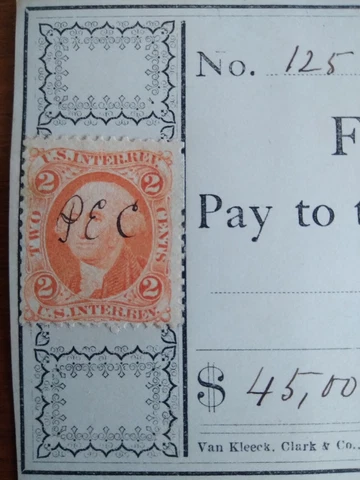 No. 125
F
U.S. INTER. REV.
2 2
TWO CENTS
PEC
Pay to t
2 2
U.S. INTER. REV.
$ 45,00
Van Kleeck, Clark & Co.,